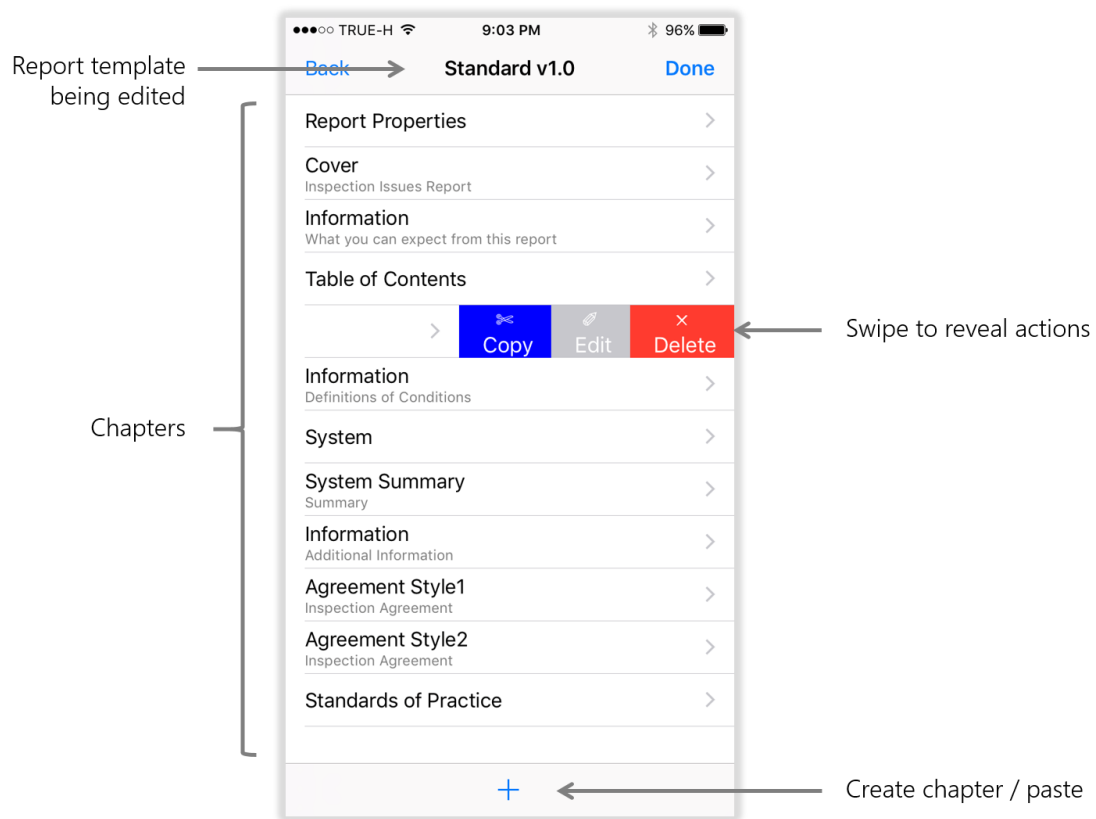 TRUE-H 9:03 PM 96%
Report template
being edited
Back Standard v1.0 Done
Report Properties
Cover
Inspection Issues Report
Information
What you can expect from this report
Table of Contents
Copy Edit Delete
Swipe to reveal actions
Information
Definitions of Conditions
Chapters
System
System Summary
Summary
Information
Additional Information
Agreement Style1
Inspection Agreement
Agreement Style2
Inspection Agreement
Standards of Practice
Create chapter / paste